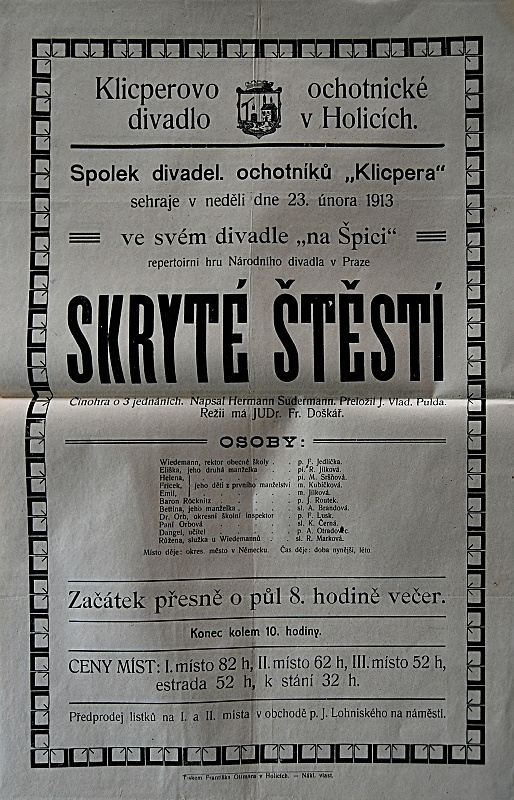 Klicperovo ochotnické
divadlo v Holicích.
Spolek divadel. ochotníků „Klicpera“
sehraje v neděli dne 23. února 1913
ve svém divadle „na Špici“
repertoirní hru Národního divadla v Praze
SKRYTÉ ŠTĚSTÍ
Činohra o 3 jednáních. Napsal Hermann Sudermann. Přeložil J. Vlad. Pulda.
Režii má JUDr. Fr. Doškář.
OSOBY:
Wiedemann, rektor obecné školy . . p. F. Jedlička.
Eliška, jeho druhá manželka . . pí. R. Jílková.
Helena, pí. M. Sršňová.
Fricek, jeho děti z prvního manželství m. Kubíčková.
Emil, m. Jílková.
Baron Röcknitz . . p. J. Routek.
Bettina, jeho manželka . . sl. A. Brandová.
Dr. Orb, okresní školní inspektor . p. F. Lusk.
Paní Orbová . . sl. K. Černá.
Dangel, učitel . . p. A. Otradovec.
Růžena, služka u Wiedemannů . . sl. R. Marková.
Místo děje: okres. město v Německu. Čas děje: doba nynější, léto.
Začátek přesně o půl 8. hodině večer.
Konec kolem 10. hodiny.
CENY MÍST: I. místo 82 h, II. místo 62 h, III. místo 52 h,
estrada 52 h, k stání 32 h.
Předprodej lístků na I. a II. místa v obchodě p. J. Lohniského na náměstí.
Tiskem Františka Outrata v Holicích. — Nákl. vlast.